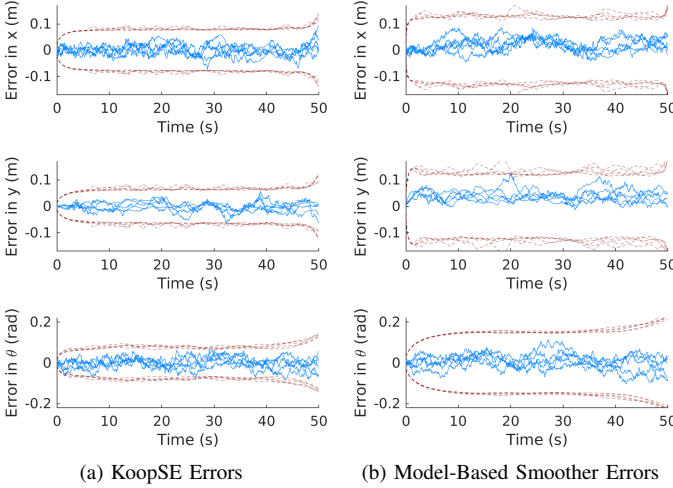 Error in x (m)
0.1
0
-0.1
0 10 20 30 40 50
Time (s)
Error in x (m)
0.1
0
-0.1
0 10 20 30 40 50
Time (s)
Error in y (m)
0.1
0
-0.1
0 10 20 30 40 50
Time (s)
Error in y (m)
0.1
0
-0.1
0 10 20 30 40 50
Time (s)
Error in θ (rad)
0.2
0
-0.2
0 10 20 30 40 50
Time (s)
Error in θ (rad)
0.2
0
-0.2
0 10 20 30 40 50
Time (s)
(a) KoopSE Errors
(b) Model-Based Smoother Errors